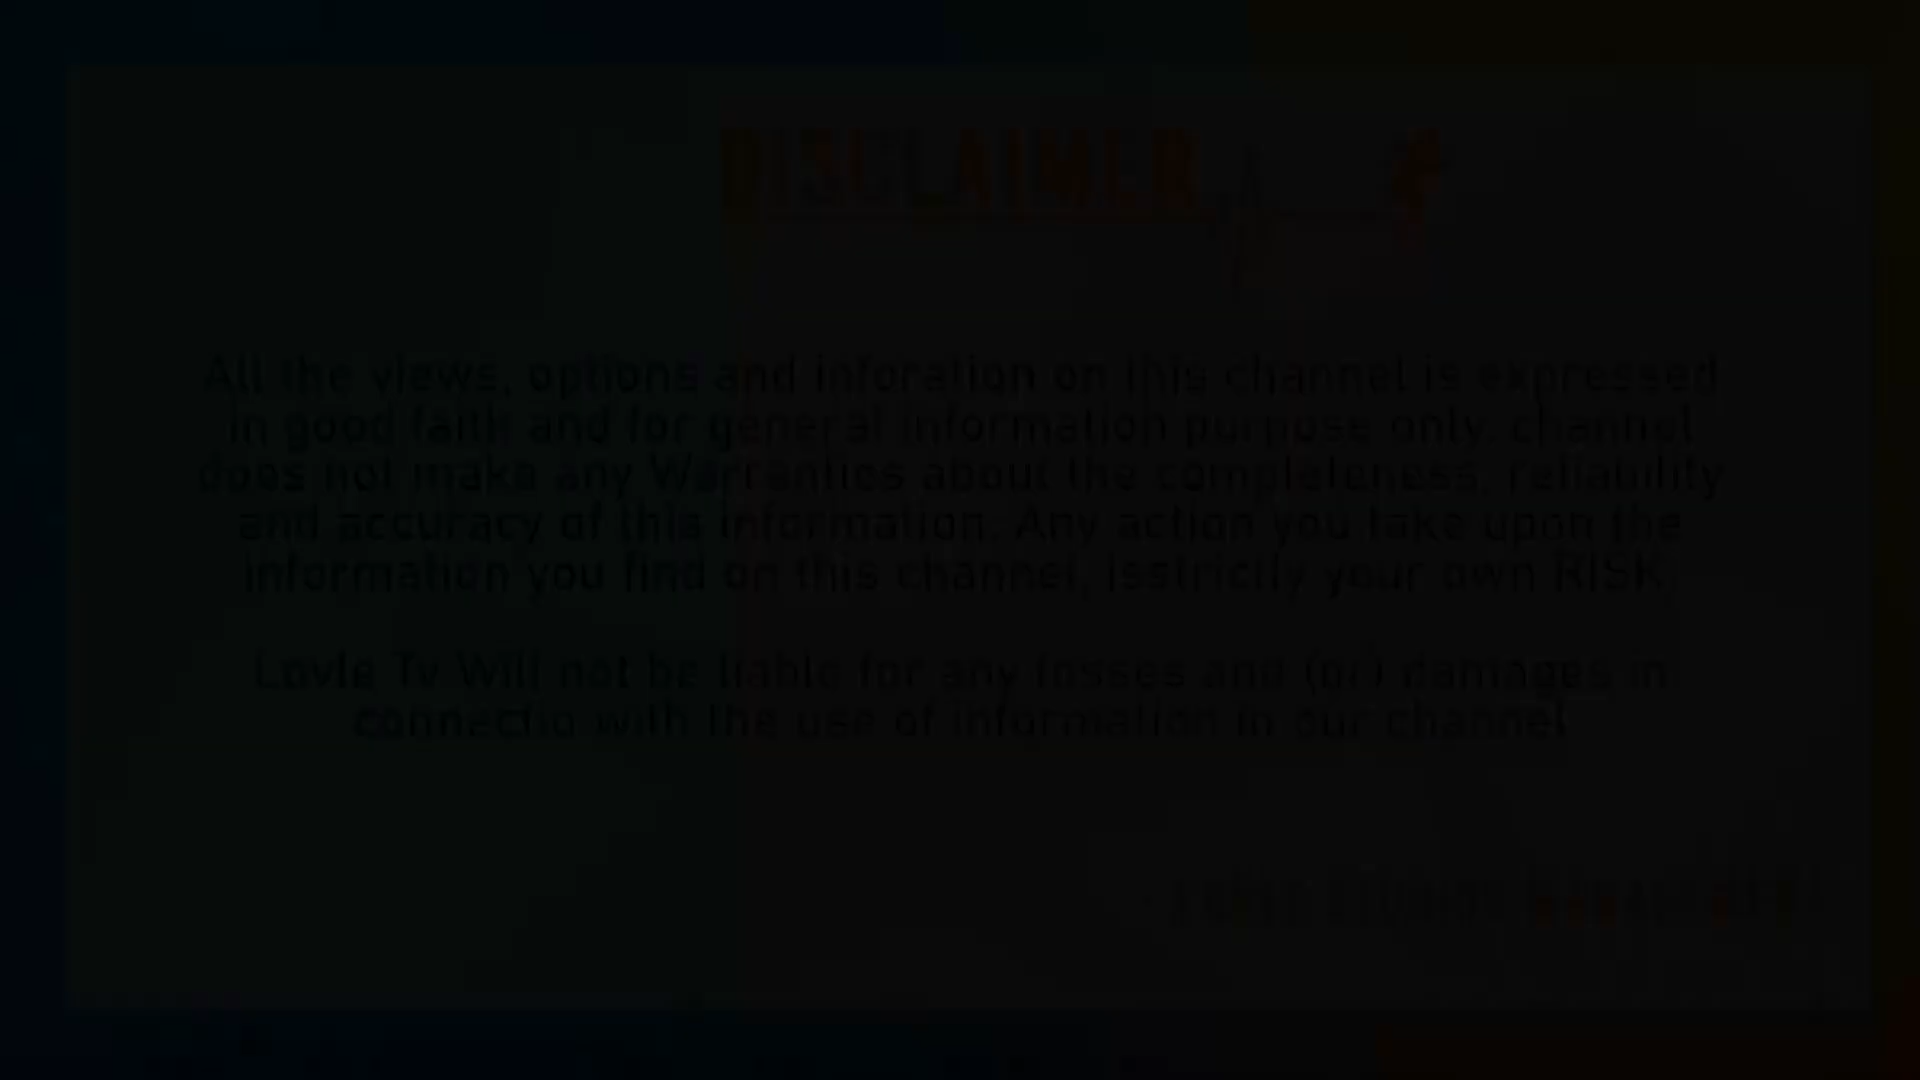 DISCLAIMER
All the views, options and inforation on this channel is expressed
in good faith and for general information purpose only. channel
does not make any Warranties about the completeness, reliability
and accuracy of this information. Any action you take upon the
information you find on this channel, isstrictly your own RISK
Lovle Tv Will not be liable for any losses and (or) damages in
connectio with the use of information in our channel